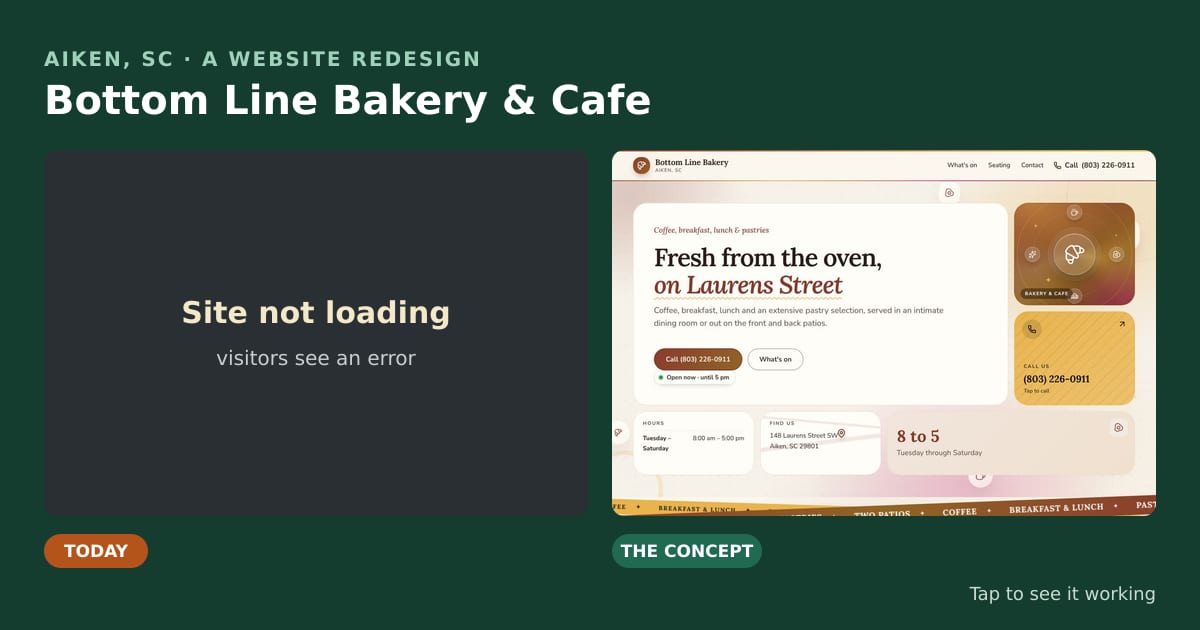 AIKEN, SC · A WEBSITE REDESIGN
Bottom Line Bakery & Cafe
Site not loading
visitors see an error
TODAY
Bottom Line Bakery
AIKEN, SC
What's on
Seating
Contact
Call (803) 226-0911
Coffee, breakfast, lunch & pastries
Fresh from the oven,
on Laurens Street
Coffee, breakfast, lunch and an extensive pastry selection, served in an intimate
dining room or out on the front and back patios.
Call (803) 226-0911
What's on
Open now · until 5 pm
BAKERY & CAFE
CALL US
(803) 226-0911
Tap to call
HOURS
Tuesday –
Saturday
8:00 am – 5:00 pm
FIND US
148 Laurens Street SW
Aiken, SC 29801
8 to 5
Tuesday through Saturday
BREAKFAST & LUNCH
TWO PATIOS
COFFEE
BREAKFAST & LUNCH
THE CONCEPT
Tap to see it working